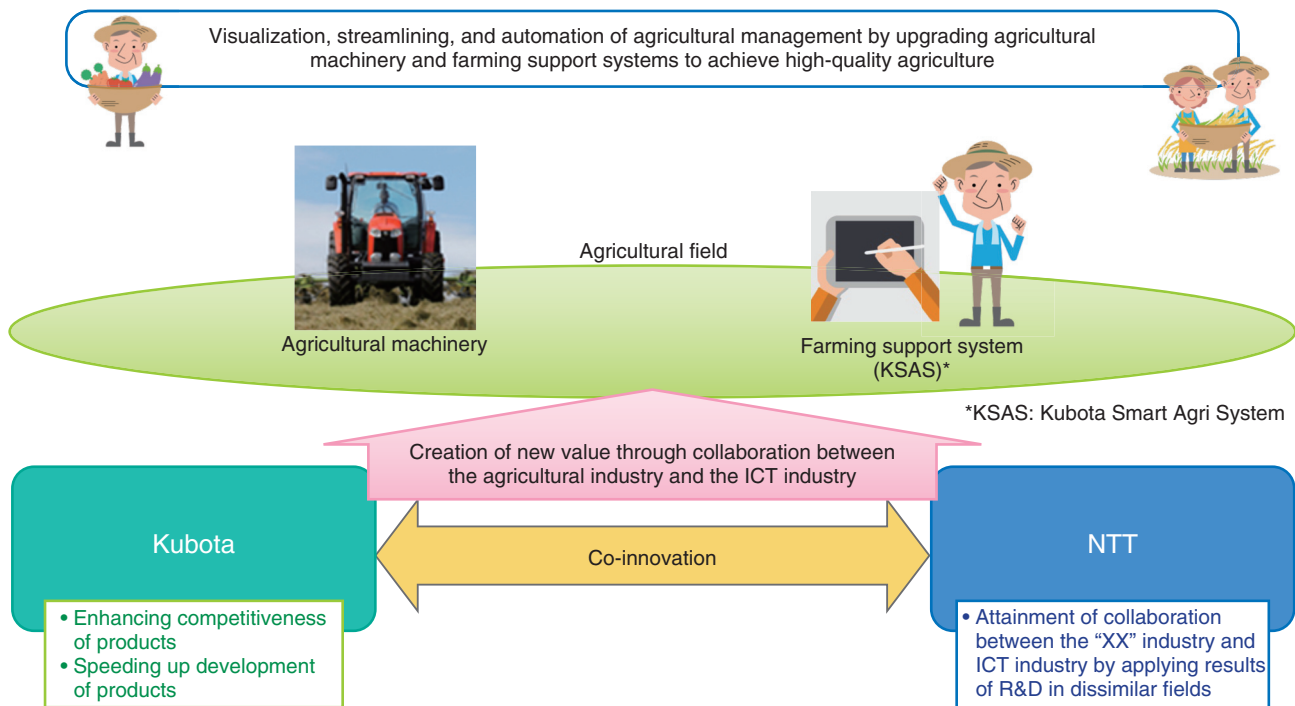 Visualization, streamlining, and automation of agricultural management by upgrading agricultural
machinery and farming support systems to achieve high-quality agriculture
Agricultural field
Agricultural machinery
Farming support system
(KSAS)*
*KSAS: Kubota Smart Agri System
Creation of new value through collaboration between
the agricultural industry and the ICT industry
Kubota
Co-innovation
NTT
• Enhancing competitiveness
of products
• Speeding up development
of products
• Attainment of collaboration
between the “XX” industry and
ICT industry by applying results
of R&D in dissimilar fields